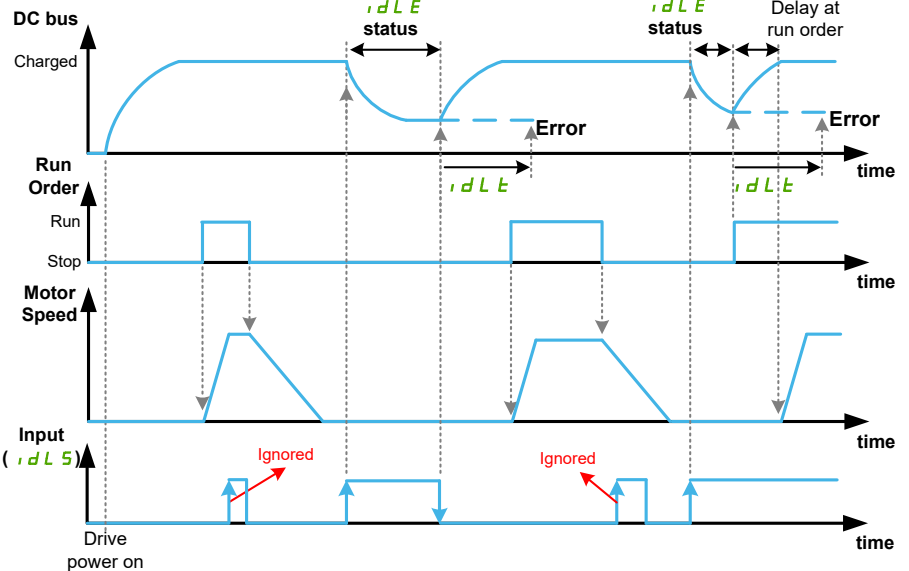 DC bus
Charged
idLE
status
idLE
status
Delay at
run order
Error
Error
time
idLt
idLt
Run
Order
Run
Stop
time
Motor
Speed
time
Input
( idLS)
Ignored
Ignored
time
Drive
power on